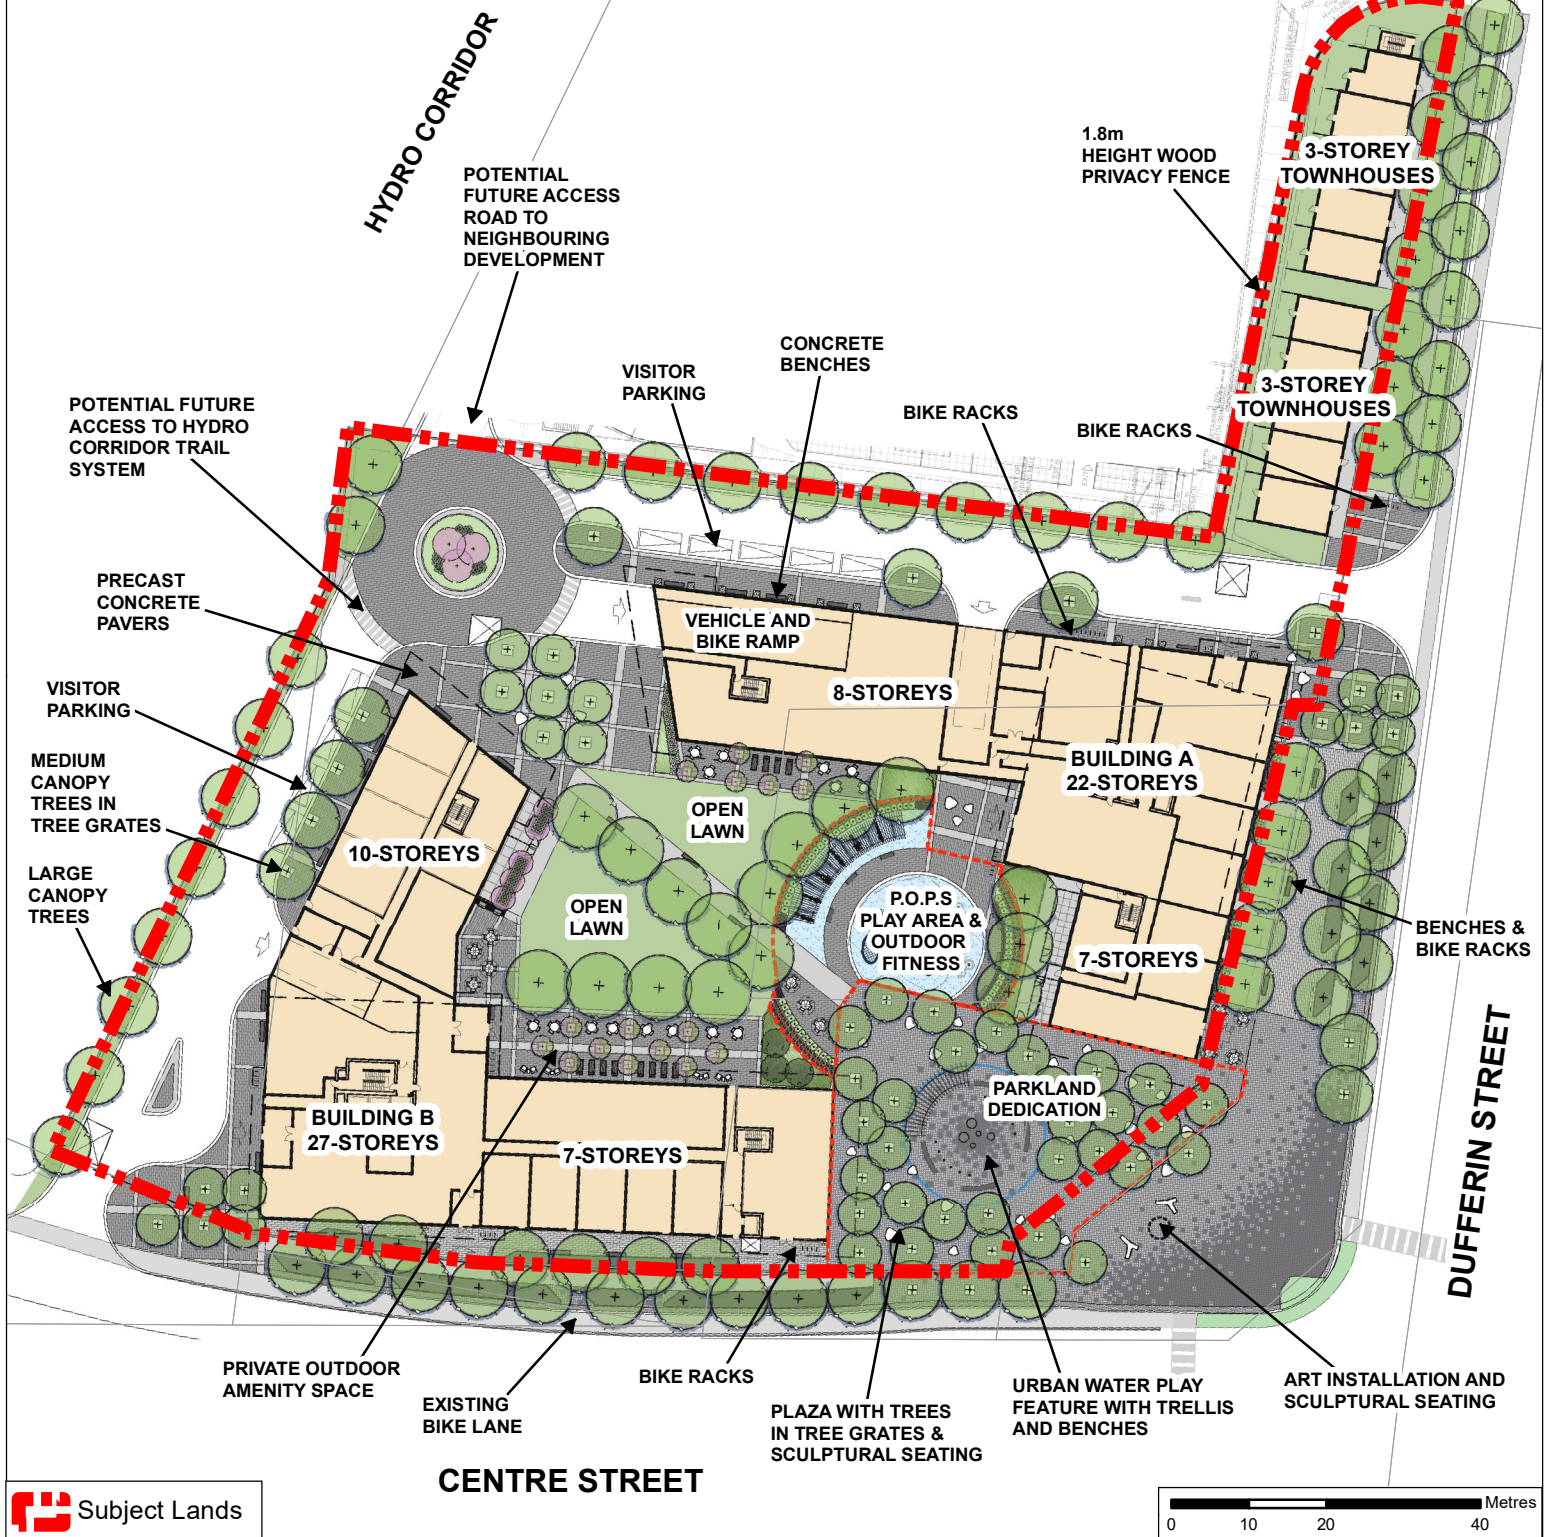 HYDRO CORRIDOR
POTENTIAL
FUTURE ACCESS
ROAD TO
NEIGHBOURING
DEVELOPMENT
1.8m
HEIGHT WOOD
PRIVACY FENCE
3-STOREY
TOWNHOUSES
CONCRETE
BENCHES
VISITOR
PARKING
3-STOREY
TOWNHOUSES
BIKE RACKS
BIKE RACKS
POTENTIAL FUTURE
ACCESS TO HYDRO
CORRIDOR TRAIL
SYSTEM
PRECAST
CONCRETE
PAVERS
VEHICLE AND
BIKE RAMP
8-STOREYS
VISITOR
PARKING
BUILDING A
22-STOREYS
MEDIUM
CANOPY
TREES IN
TREE GRATES
OPEN
LAWN
10-STOREYS
LARGE
CANOPY
TREES
OPEN
LAWN
P.O.P.S
PLAY AREA &
OUTDOOR
FITNESS
7-STOREYS
BENCHES &
BIKE RACKS
PARKLAND
DEDICATION
BUILDING B
27-STOREYS
7-STOREYS
DUFFERIN STREET
PRIVATE OUTDOOR
AMENITY SPACE
EXISTING
BIKE LANE
BIKE RACKS
PLAZA WITH TREES
IN TREE GRATES &
SCULPTURAL SEATING
URBAN WATER PLAY
FEATURE WITH TRELLIS
AND BENCHES
ART INSTALLATION AND
SCULPTURAL SEATING
CENTRE STREET
Subject Lands
Metres
0 10 20 40